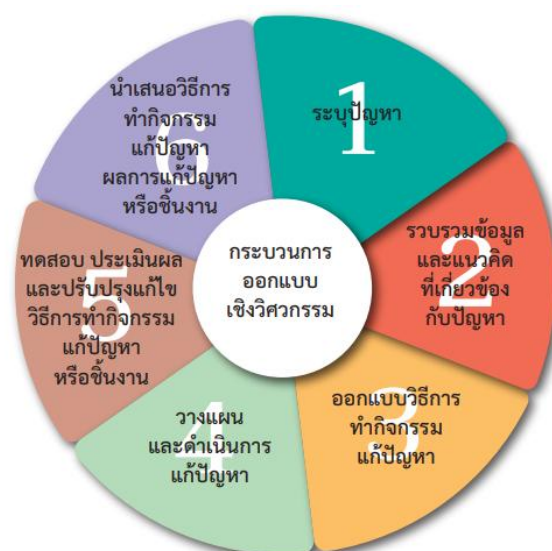 กระบวนการ
ออกแบบ
เชิงวิศวกรรม
1
ระบุปัญหา
2
รวบรวมข้อมูล
และแนวคิด
ที่เกี่ยวข้อง
กับปัญหา
3
ออกแบบวิธีการ
ทำกิจกรรม
แก้ปัญหา
4
วางแผน
และดำเนินการ
แก้ปัญหา
5
ทดสอบ ประเมินผล
และปรับปรุงแก้ไข
วิธีการทำกิจกรรม
แก้ปัญหา
หรือชิ้นงาน
6
นำเสนอวิธีการ
ทำกิจกรรม
แก้ปัญหา
ผลการแก้ปัญหา
หรือชิ้นงาน